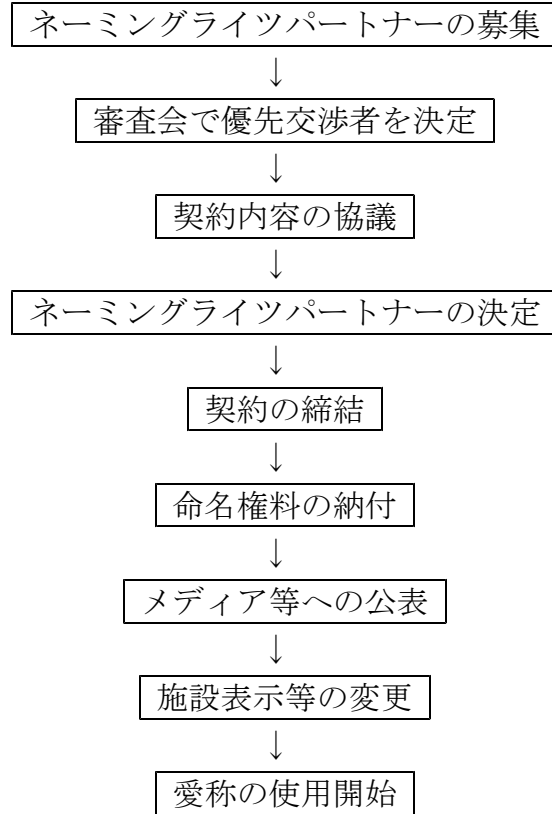 ネーミングライツパートナーの募集
↓
審査会で優先交渉者を決定
↓
契約内容の協議
↓
ネーミングライツパートナーの決定
↓
契約の締結
↓
命名権料の納付
↓
メディア等への公表
↓
施設表示等の変更
↓
愛称の使用開始